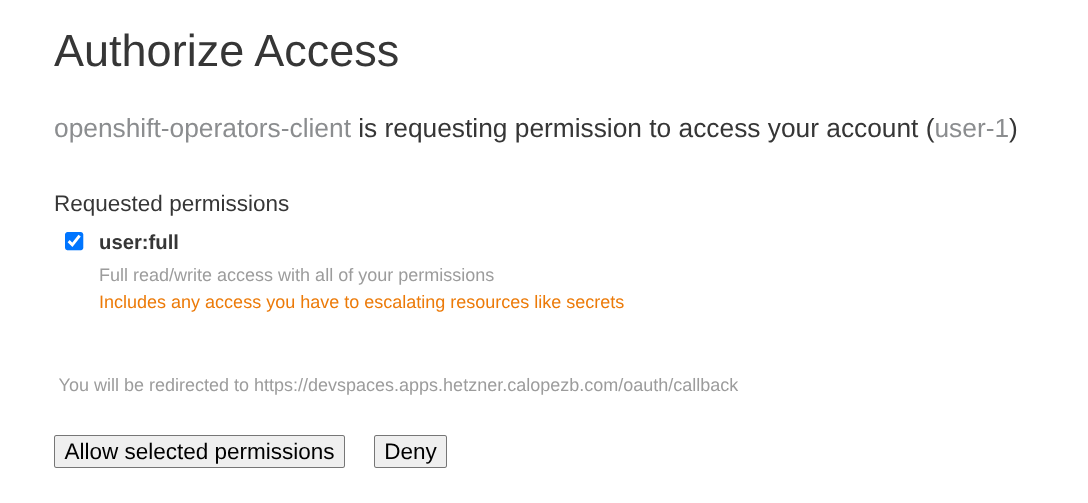 Authorize Access
openshift-operators-client is requesting permission to access your account (user-1)
Requested permissions
user:full
Full read/write access with all of your permissions
Includes any access you have to escalating resources like secrets
You will be redirected to https://devspaces.apps.hetzner.calopezb.com/oauth/callback
Allow selected permissions Deny